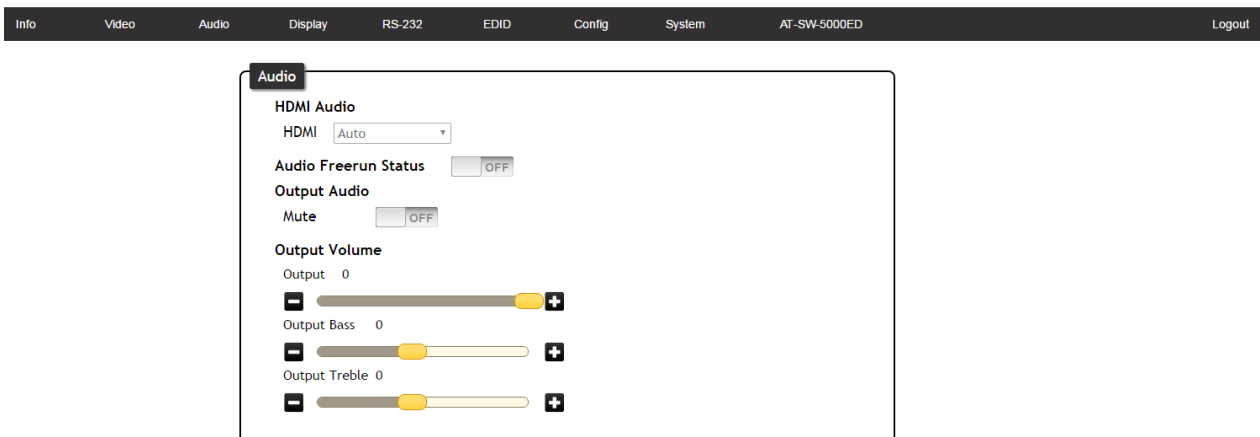 Info Video Audio Display RS-232 EDID Config System AT-SW-5000ED Logout
Audio
HDMI Audio
HDMI Auto
Audio Freerun Status OFF
Output Audio
Mute OFF
Output Volume
Output 0
Output Bass 0
Output Treble 0